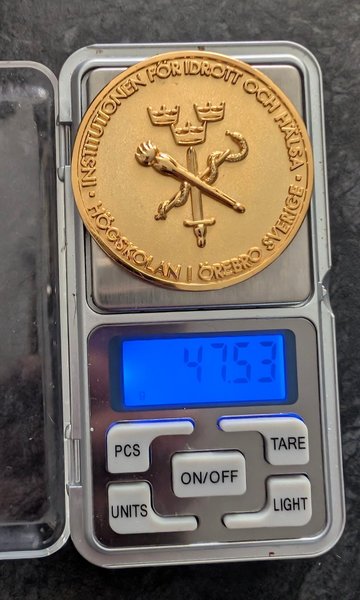 INSTITUTIONEN FÖR IDROTT OCH HÄLSA
· HÖGSKOLAN I ÖREBRO SVERIGE ·
47.53
g
PCS
TARE
ON/OFF
UNITS
LIGHT